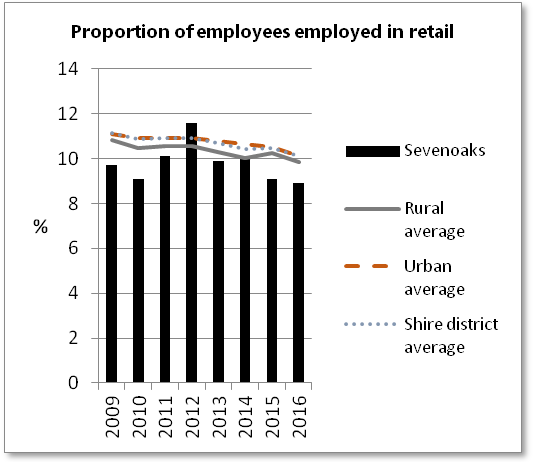 Proportion of employees employed in retail
14
12
10
8
6
4
2
0
%
2009
2010
2011
2012
2013
2014
2015
2016
Sevenoaks
Rural
average
Urban
average
Shire district
average